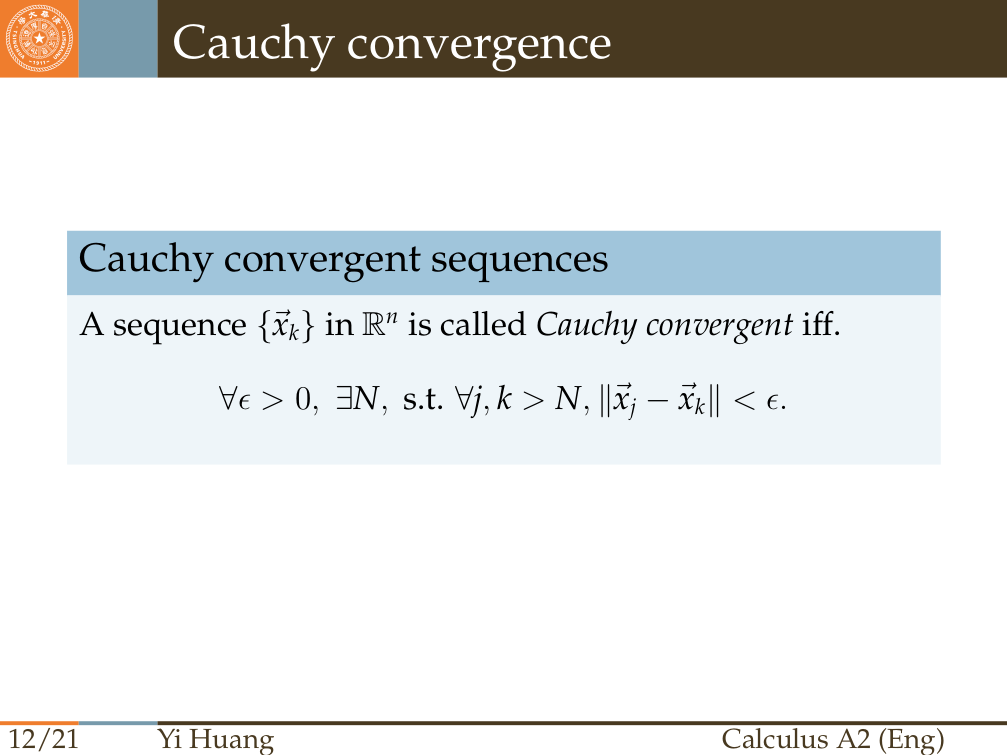 Cauchy convergence
Cauchy convergent sequences
A sequence {x⃗ₖ} in ℝⁿ is called Cauchy convergent iff.
∀ϵ > 0, ∃N, s.t. ∀j, k > N, ‖x⃗ⱼ − x⃗ₖ‖ < ϵ.
12/21 Yi Huang Calculus A2 (Eng)